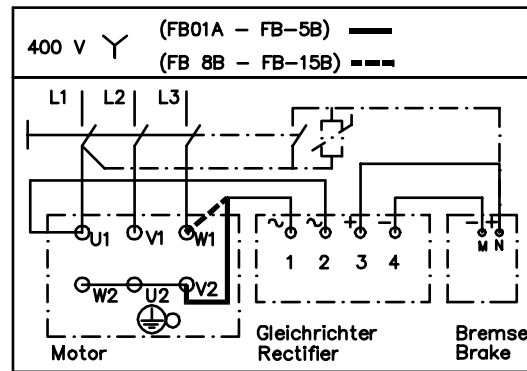 400 V (FB01A - FB-5B)
(FB 8B - FB-15B)
L1 L2 L3
~ ~ + - - +
U1 V1 W1 M N
1 2 3 4
W2 U2 V2
Motor Gleichrichter Rectifier Bremse Brake